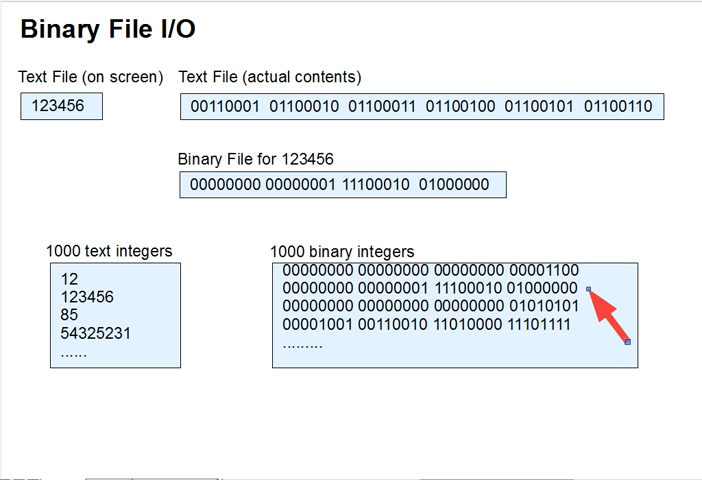 Binary File I/O
Text File (on screen)
Text File (actual contents)
123456
00110001 01100010 01100011 01100100 01100101 01100110
Binary File for 123456
00000000 00000001 11100010 01000000
1000 text integers
12
123456
85
54325231
......
1000 binary integers
00000000 00000000 00000000 00001100
00000000 00000001 11100010 01000000
00000000 00000000 00000000 01010101
00001001 00110010 11010000 11101111
.........